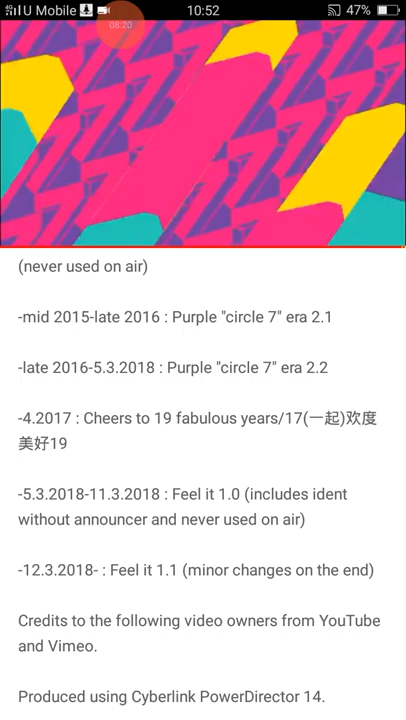 4G U Mobile 10:52 47%
08:20
(never used on air)
-mid 2015-late 2016 : Purple "circle 7" era 2.1
-late 2016-5.3.2018 : Purple "circle 7" era 2.2
-4.2017 : Cheers to 19 fabulous years/17(一起)欢度
美好19
-5.3.2018-11.3.2018 : Feel it 1.0 (includes ident
without announcer and never used on air)
-12.3.2018- : Feel it 1.1 (minor changes on the end)
Credits to the following video owners from YouTube
and Vimeo.
Produced using Cyberlink PowerDirector 14.